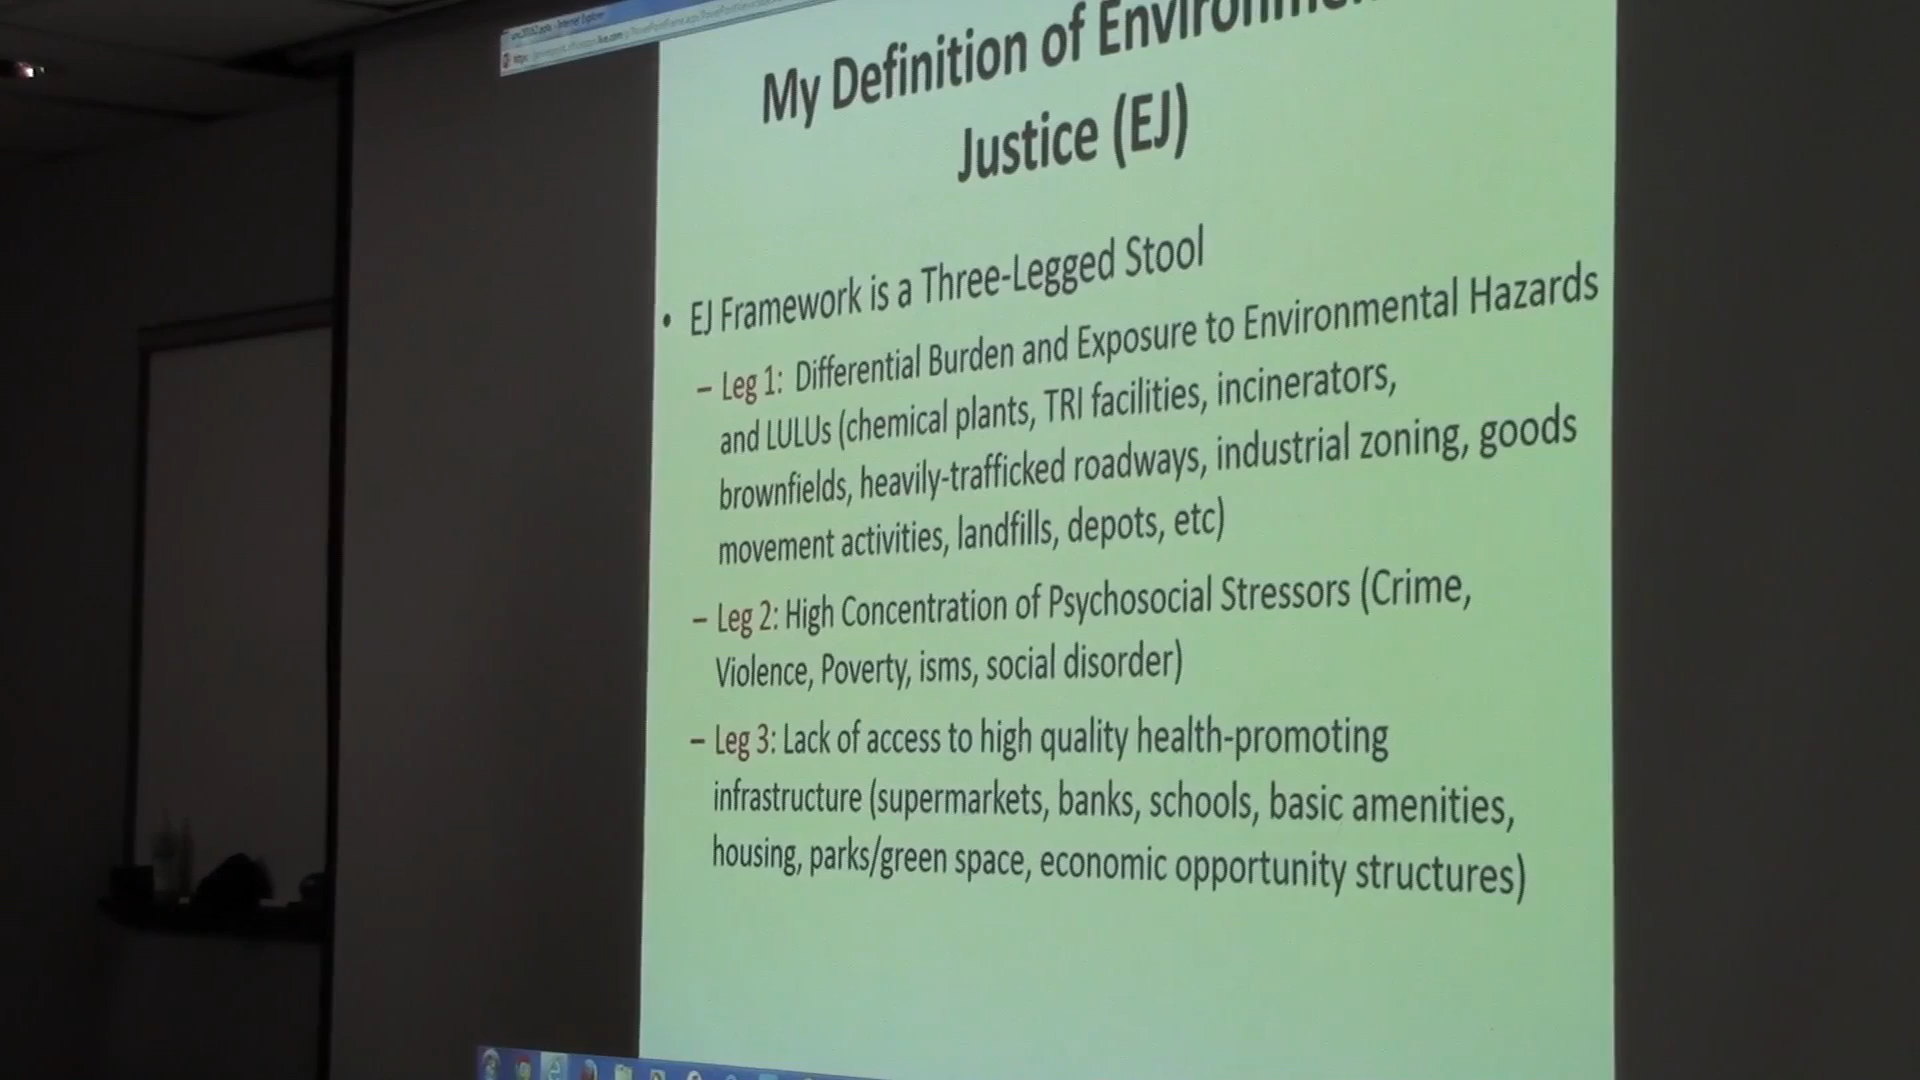 Internet Explorer
My Definition of Environmen
Justice (EJ)
• EJ Framework is a Three-Legged Stool
– Leg 1: Differential Burden and Exposure to Environmental Hazards
and LULUs (chemical plants, TRI facilities, incinerators,
brownfields, heavily-trafficked roadways, industrial zoning, goods
movement activities, landfills, depots, etc)
– Leg 2: High Concentration of Psychosocial Stressors (Crime,
Violence, Poverty, isms, social disorder)
– Leg 3: Lack of access to high quality health-promoting
infrastructure (supermarkets, banks, schools, basic amenities,
housing, parks/green space, economic opportunity structures)